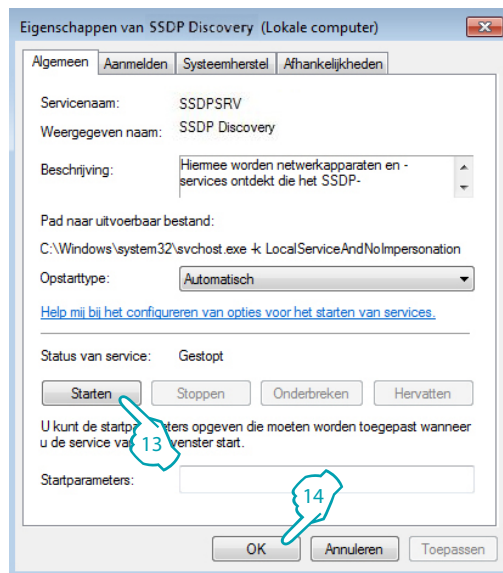 Eigenschappen van SSDP Discovery (Lokale computer)
Algemeen Aanmelden Systeemherstel Afhankelijkheden
Servicenaam: SSDPSRV
Weergegeven naam: SSDP Discovery
Beschrijving: Hiermee worden netwerkapparaten en -
services ontdekt die het SSDP-
Pad naar uitvoerbaar bestand:
C:\Windows\system32\svchost.exe -k LocalServiceAndNoImpersonation
Opstarttype: Automatisch
Help mij bij het configureren van opties voor het starten van services.
Status van service: Gestopt
Starten Stoppen Onderbreken Hervatten
U kunt de startparameters opgeven die moeten worden toegepast wanneer
u de service va venster start.
13
Startparameters:
14
OK Annuleren Toepassen